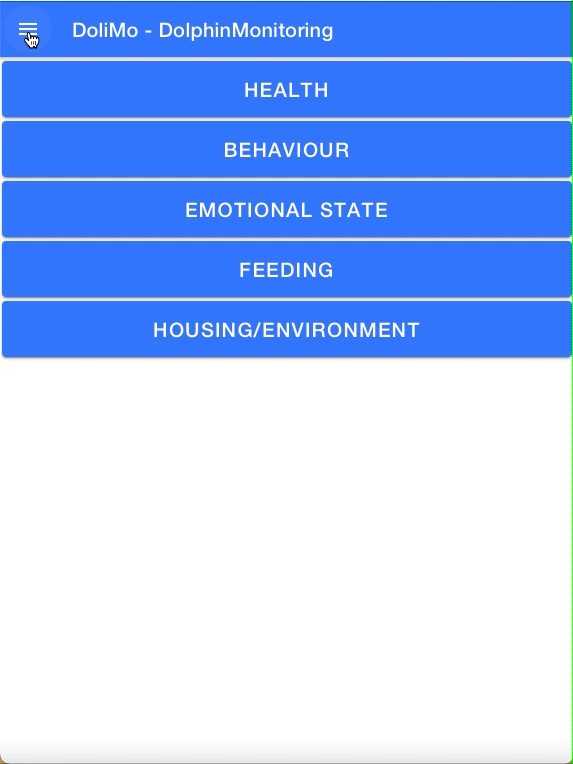 DoliMo - DolphinMonitoring
HEALTH
BEHAVIOUR
EMOTIONAL STATE
FEEDING
HOUSING/ENVIRONMENT